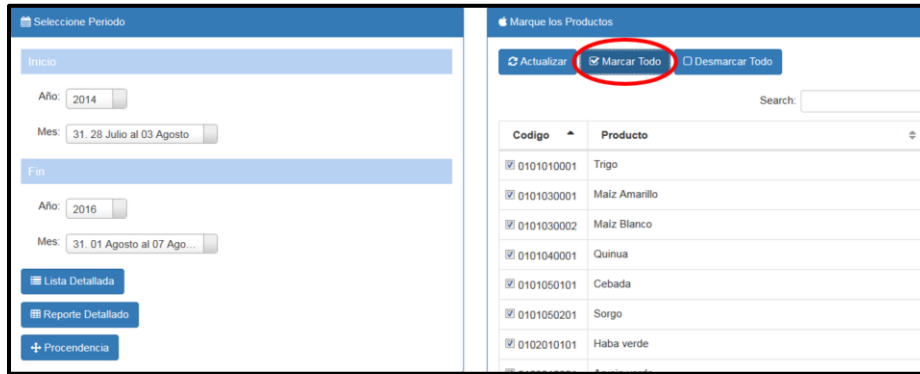 Seleccione Periodo
Inicio
Año: 2014
Mes: 31. 28 Julio al 03 Agosto
Fin
Año: 2016
Mes: 31. 01 Agosto al 07 Ago...
Lista Detallada
Reporte Detallado
Procendencia
Marque los Productos
Actualizar Marcar Todo Desmarcar Todo
Search:
Codigo Producto
0101010001 Trigo
0101030001 Maíz Amarillo
0101030002 Maíz Blanco
0101040001 Quinua
0101050101 Cebada
0101050201 Sorgo
0102010101 Haba verde